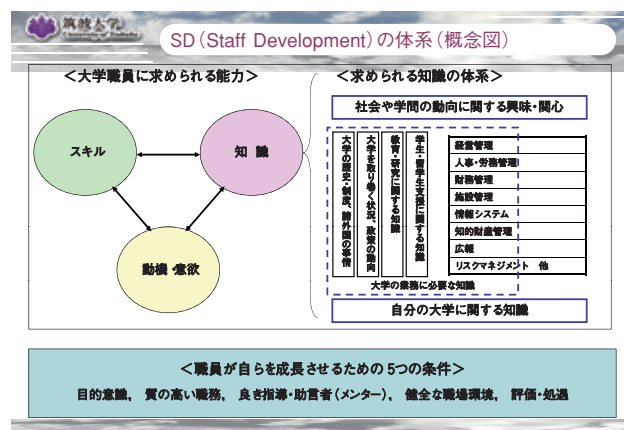 筑波大学
University of Tsukuba
SD(Staff Development)の体系(概念図)
<大学職員に求められる能力>
スキル
知 識
動機・意欲
<求められる知識の体系>
社会や学問の動向に関する興味・関心
大学の歴史・制度、諸外国の事情
大学を取り巻く状況、政策の動向
教育・研究に関する知識
学生・留学生支援に関する知識
経営管理
人事・労務管理
財務管理
施設管理
情報システム
知的財産管理
広報
リスクマネジメント 他
大学の業務に必要な知識
自分の大学に関する知識
<職員が自らを成長させるための5つの条件>
目的意識, 質の高い職務, 良き指導・助言者(メンター), 健全な職場環境, 評価・処遇